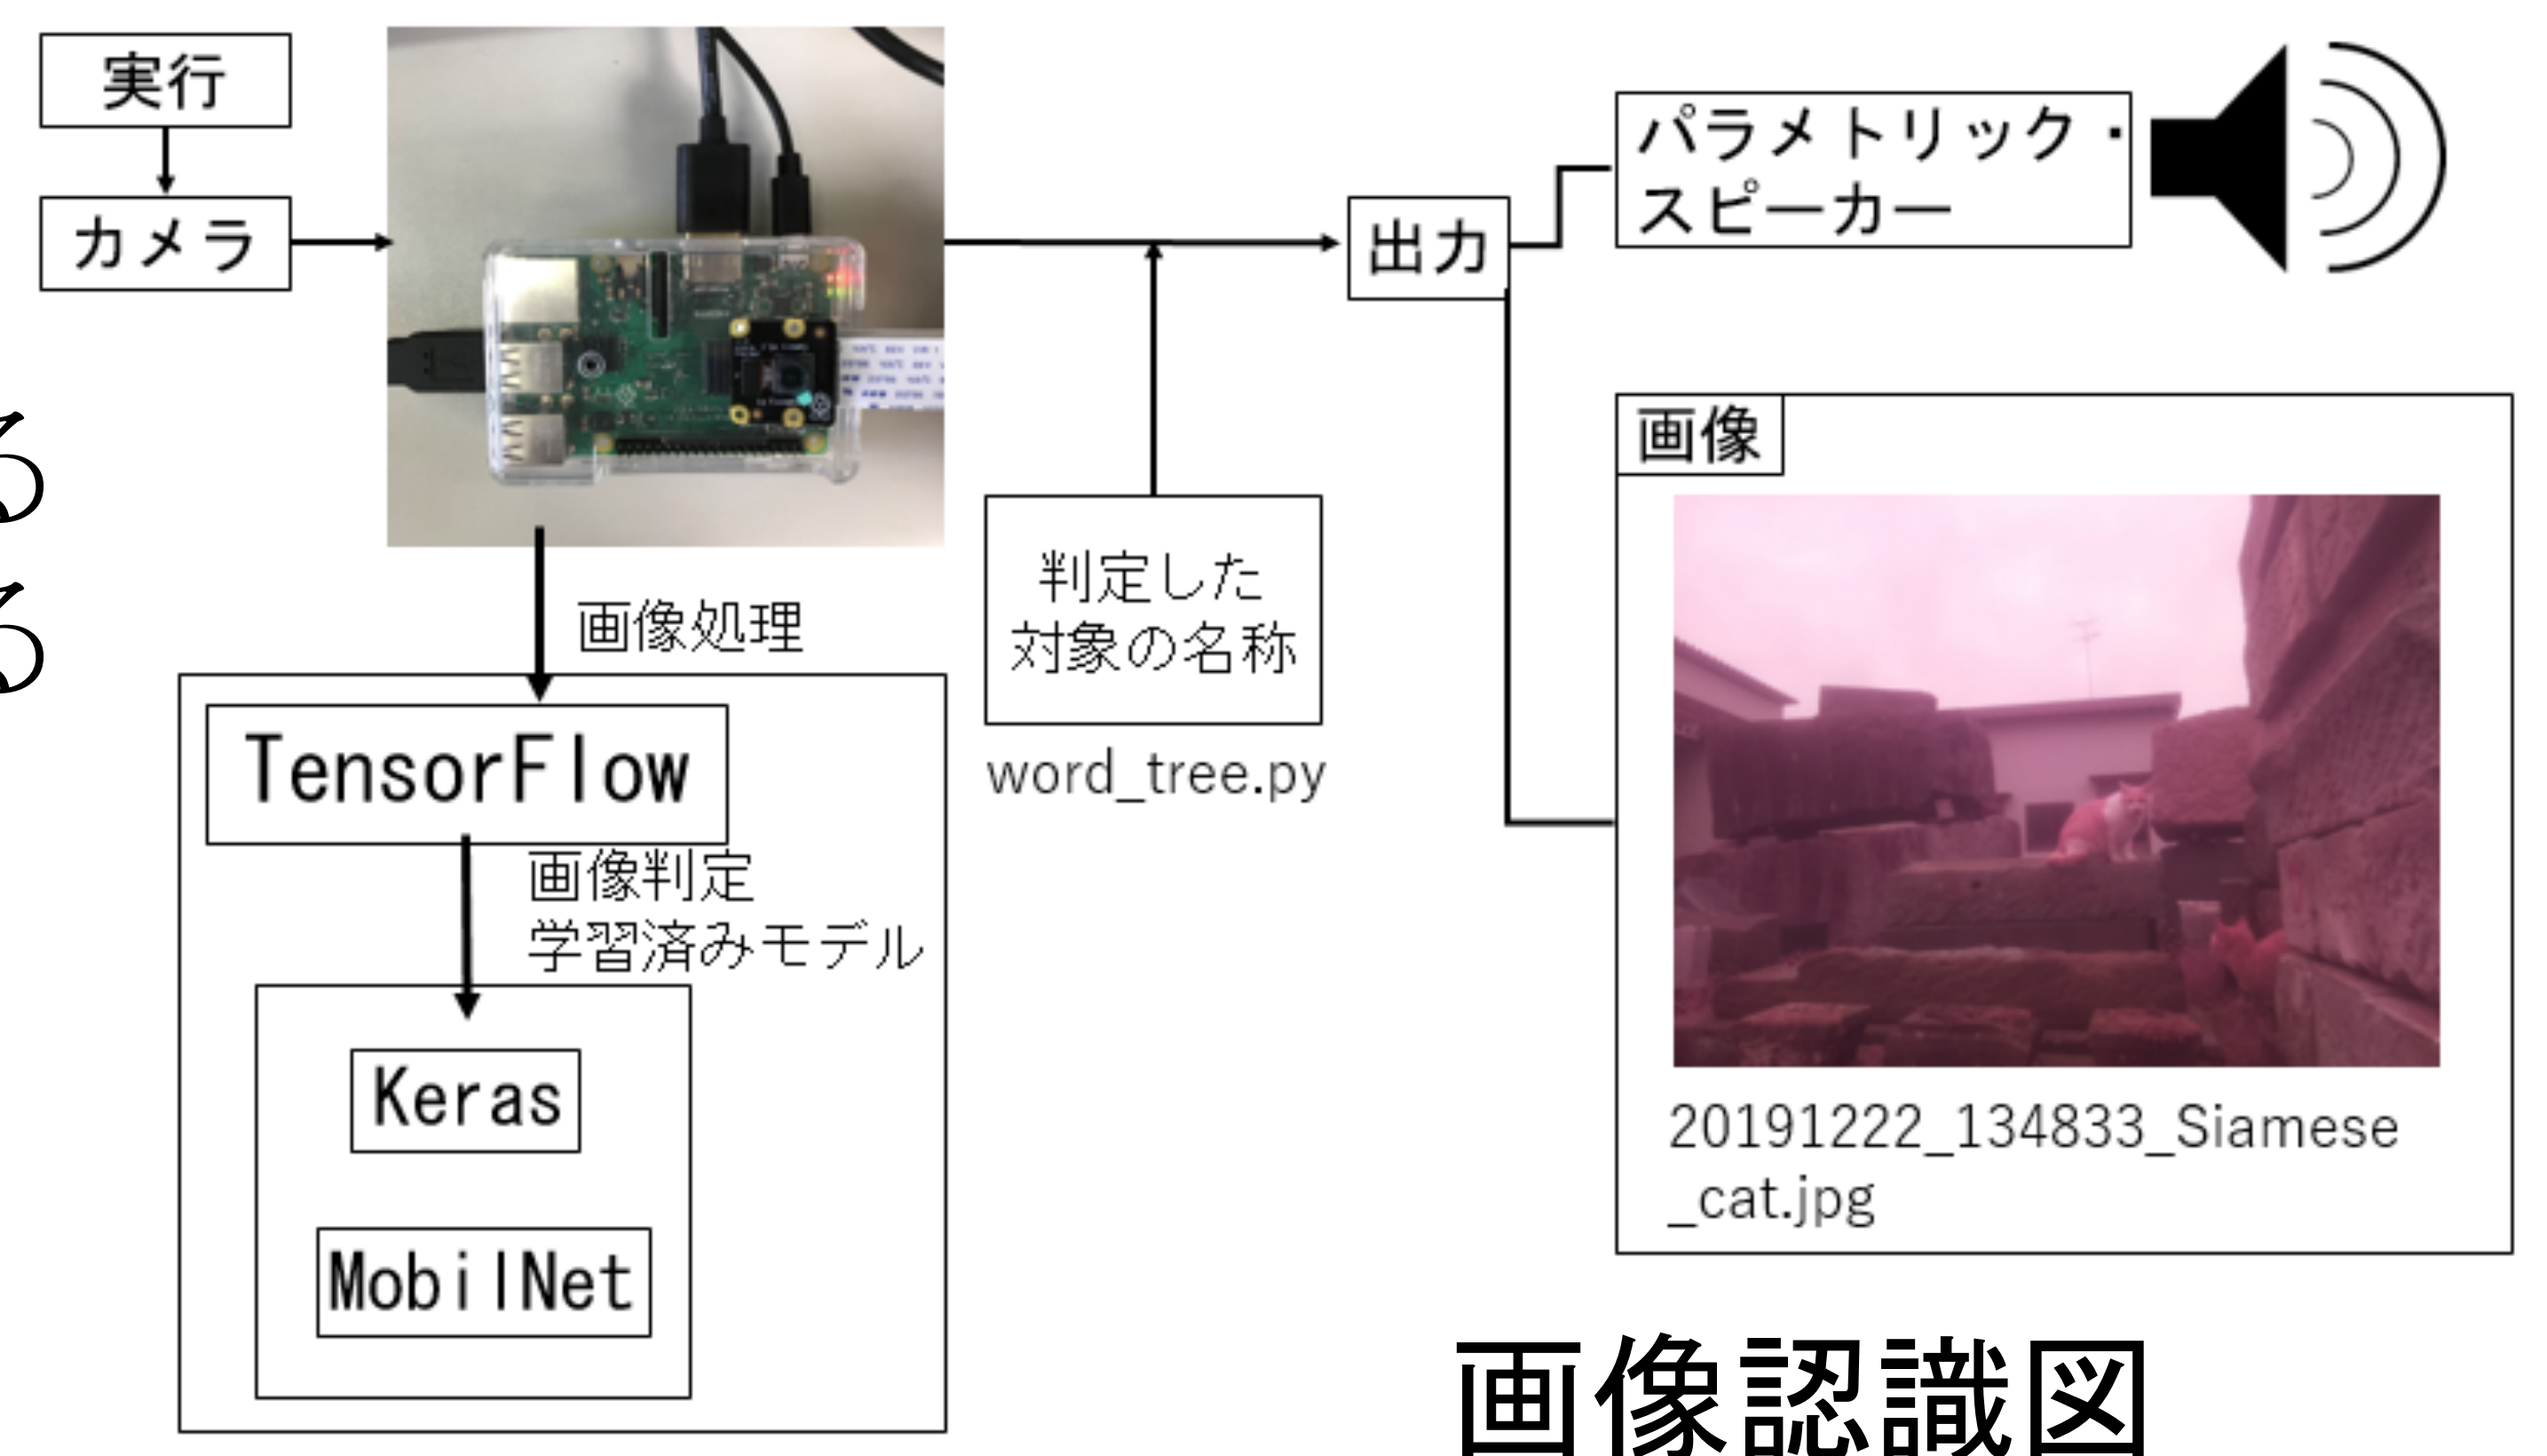 実行
カメラ
パラメトリック・
スピーカー
出力
る
る
画像
画像処理
判定した
対象の名称
word_tree.py
TensorFlow
画像判定
学習済みモデル
Keras
MobilNet
20191222_134833_Siamese
_cat.jpg
画像認識図